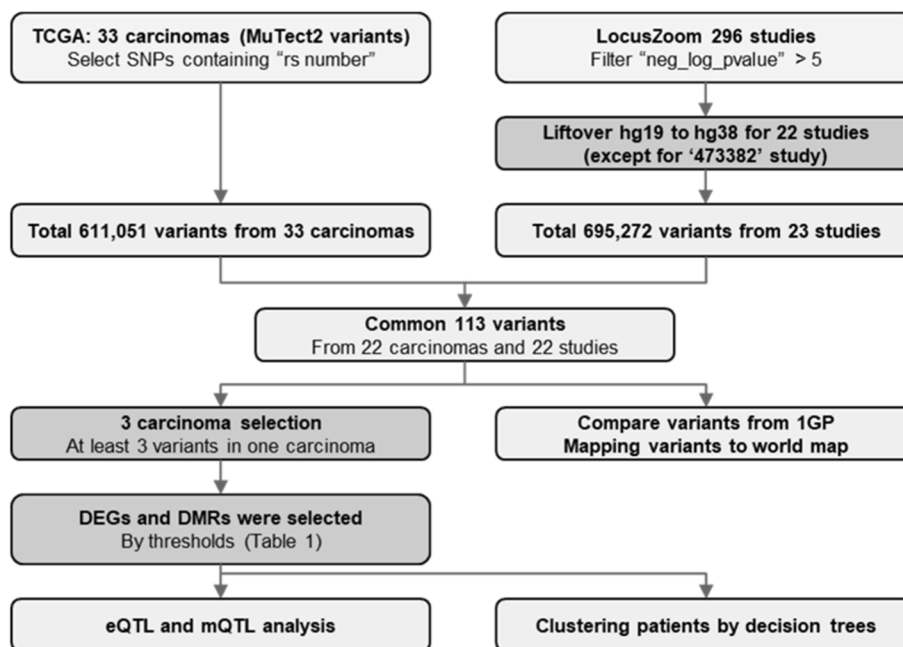 TCGA: 33 carcinomas (MuTect2 variants)
Select SNPs containing “rs number”
LocusZoom 296 studies
Filter “neg_log_pvalue” > 5
Liftover hg19 to hg38 for 22 studies
(except for ‘473382’ study)
Total 611,051 variants from 33 carcinomas
Total 695,272 variants from 23 studies
Common 113 variants
From 22 carcinomas and 22 studies
3 carcinoma selection
At least 3 variants in one carcinoma
Compare variants from 1GP
Mapping variants to world map
DEGs and DMRs were selected
By thresholds (Table 1)
eQTL and mQTL analysis
Clustering patients by decision trees